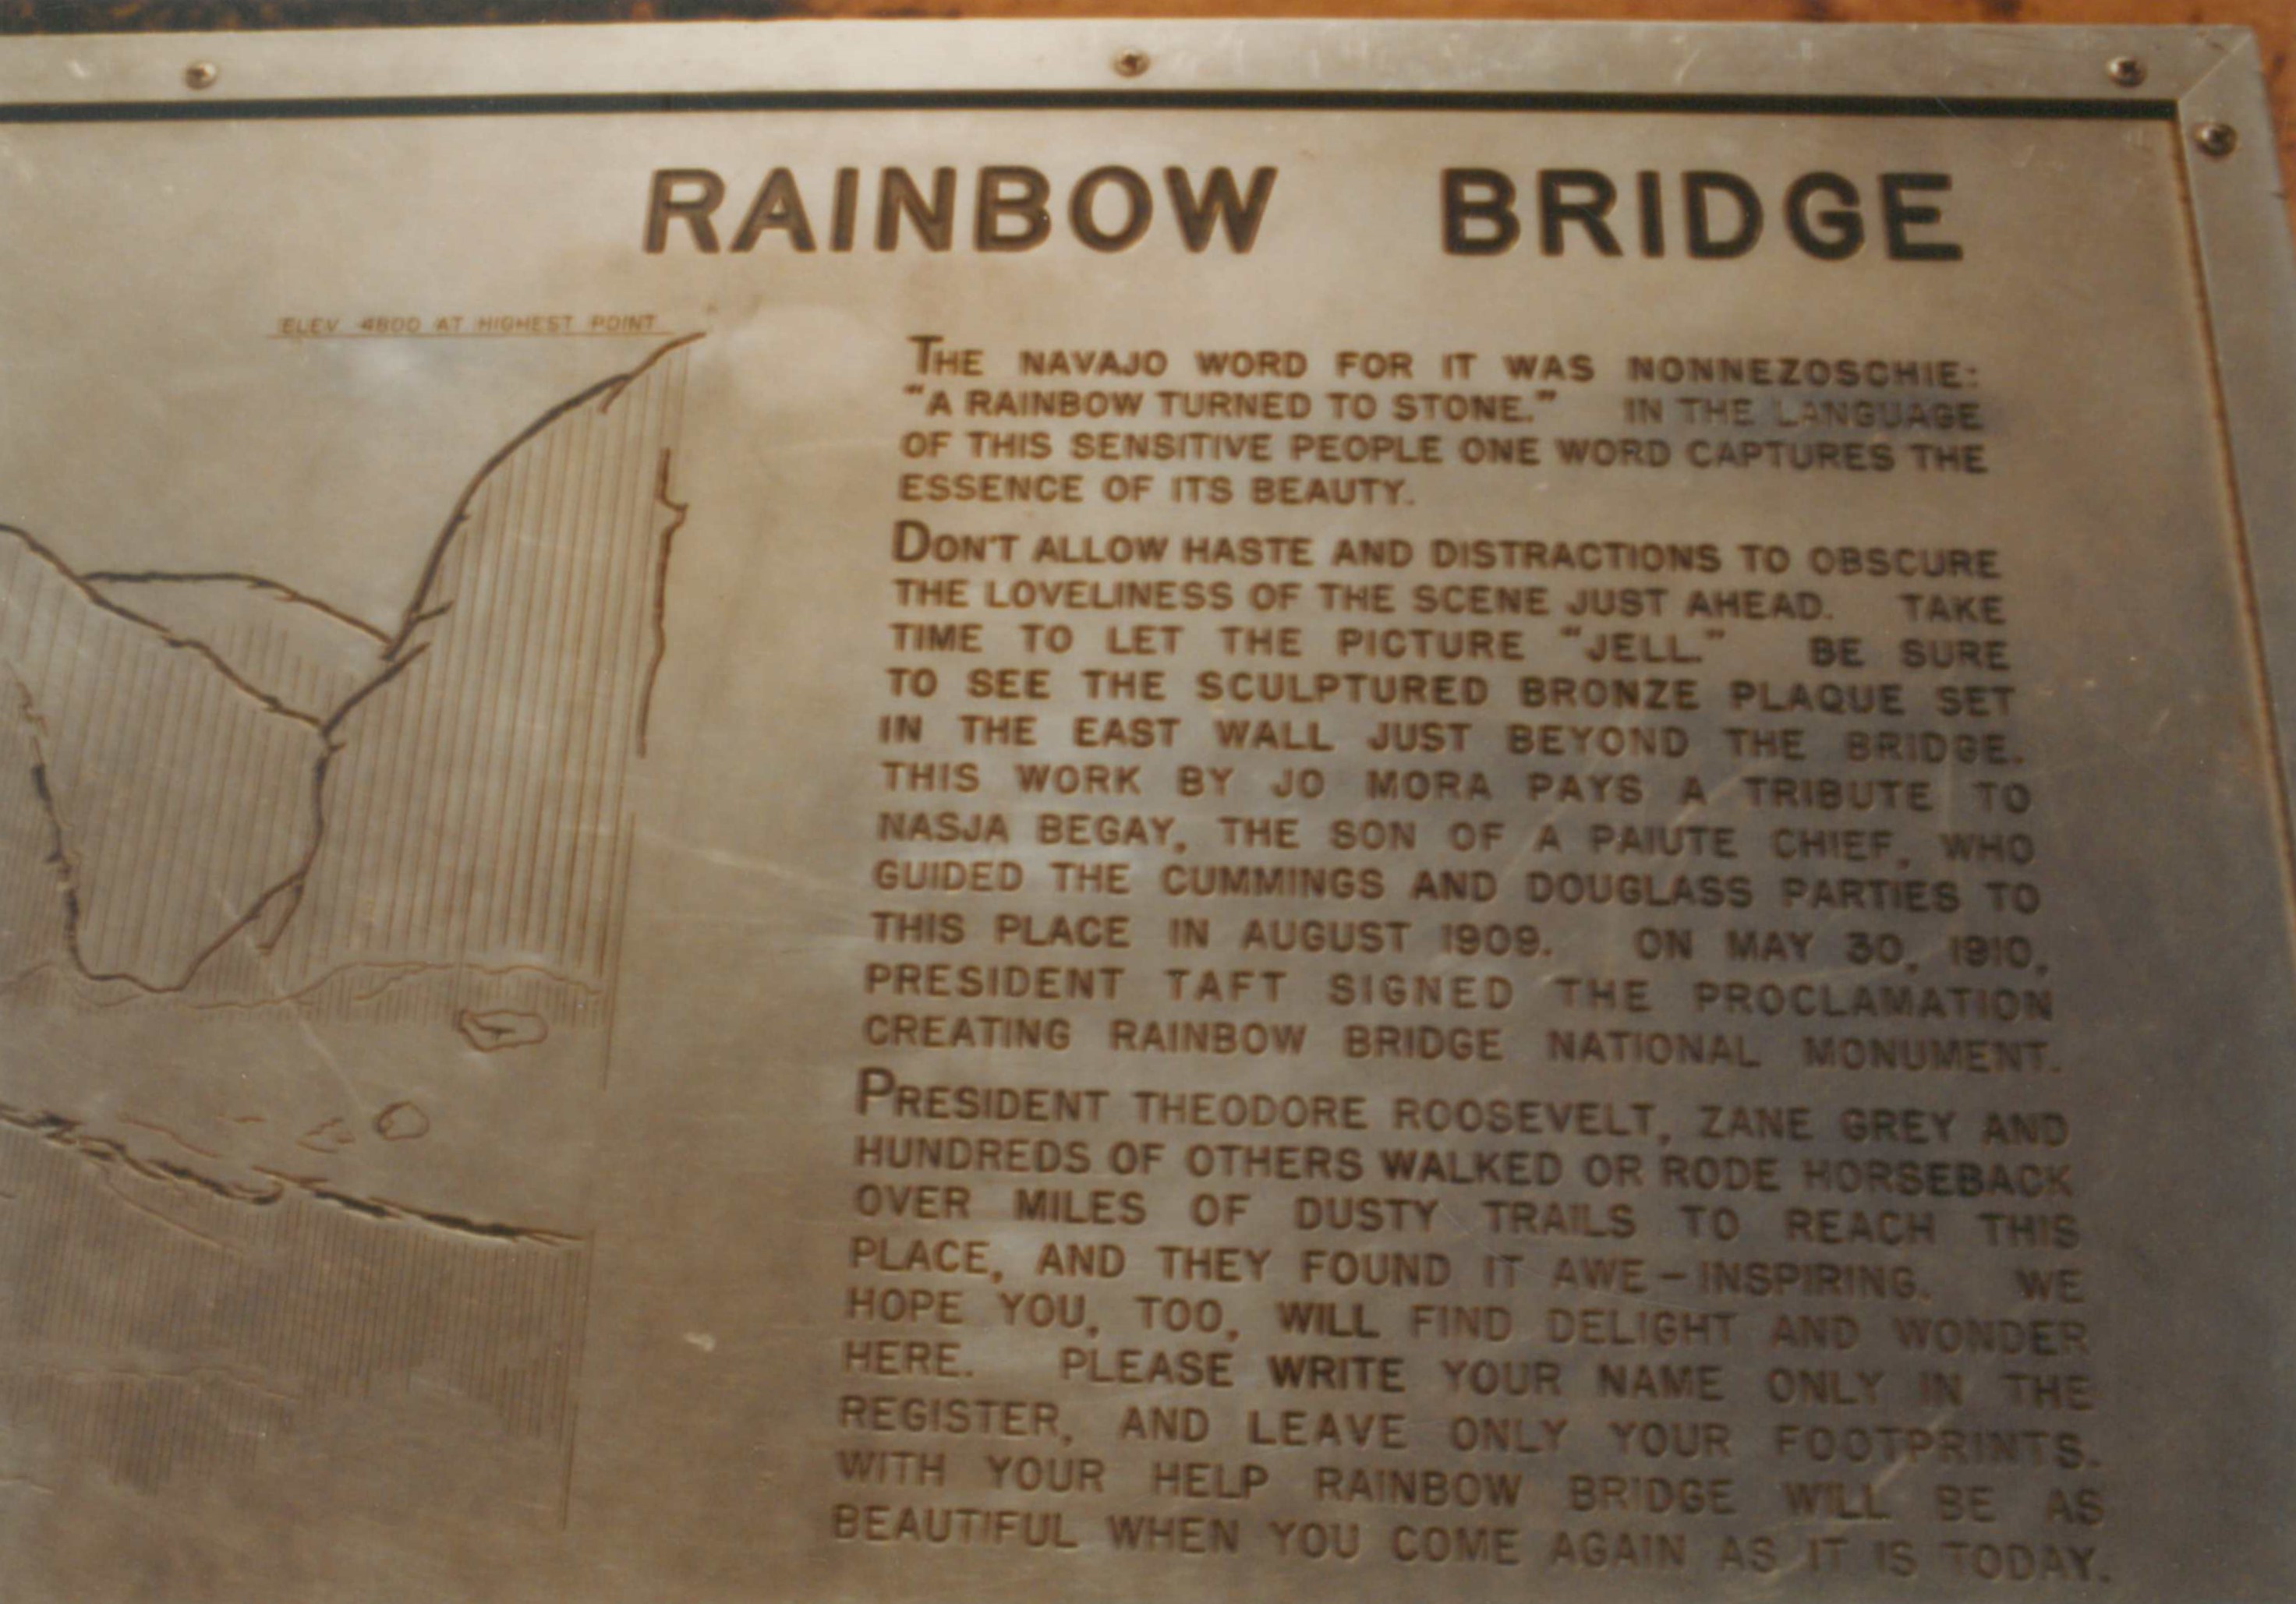 RAINBOW BRIDGE
ELEV 4800 AT HIGHEST POINT
THE NAVAJO WORD FOR IT WAS NONNEZOSCHIE:
"A RAINBOW TURNED TO STONE." IN THE LANGUAGE
OF THIS SENSITIVE PEOPLE ONE WORD CAPTURES THE
ESSENCE OF ITS BEAUTY.
DON'T ALLOW HASTE AND DISTRACTIONS TO OBSCURE
THE LOVELINESS OF THE SCENE JUST AHEAD. TAKE
TIME TO LET THE PICTURE "JELL." BE SURE
TO SEE THE SCULPTURED BRONZE PLAQUE SET
IN THE EAST WALL JUST BEYOND THE BRIDGE.
THIS WORK BY JO MORA PAYS A TRIBUTE TO
NASJA BEGAY, THE SON OF A PAIUTE CHIEF, WHO
GUIDED THE CUMMINGS AND DOUGLASS PARTIES TO
THIS PLACE IN AUGUST 1909. ON MAY 30, 1910,
PRESIDENT TAFT SIGNED THE PROCLAMATION
CREATING RAINBOW BRIDGE NATIONAL MONUMENT.
PRESIDENT THEODORE ROOSEVELT, ZANE GREY AND
HUNDREDS OF OTHERS WALKED OR RODE HORSEBACK
OVER MILES OF DUSTY TRAILS TO REACH THIS
PLACE, AND THEY FOUND IT AWE-INSPIRING. WE
HOPE YOU, TOO, WILL FIND DELIGHT AND WONDER
HERE. PLEASE WRITE YOUR NAME ONLY IN THE
REGISTER, AND LEAVE ONLY YOUR FOOTPRINTS.
WITH YOUR HELP RAINBOW BRIDGE WILL BE AS
BEAUTIFUL WHEN YOU COME AGAIN AS IT IS TODAY.